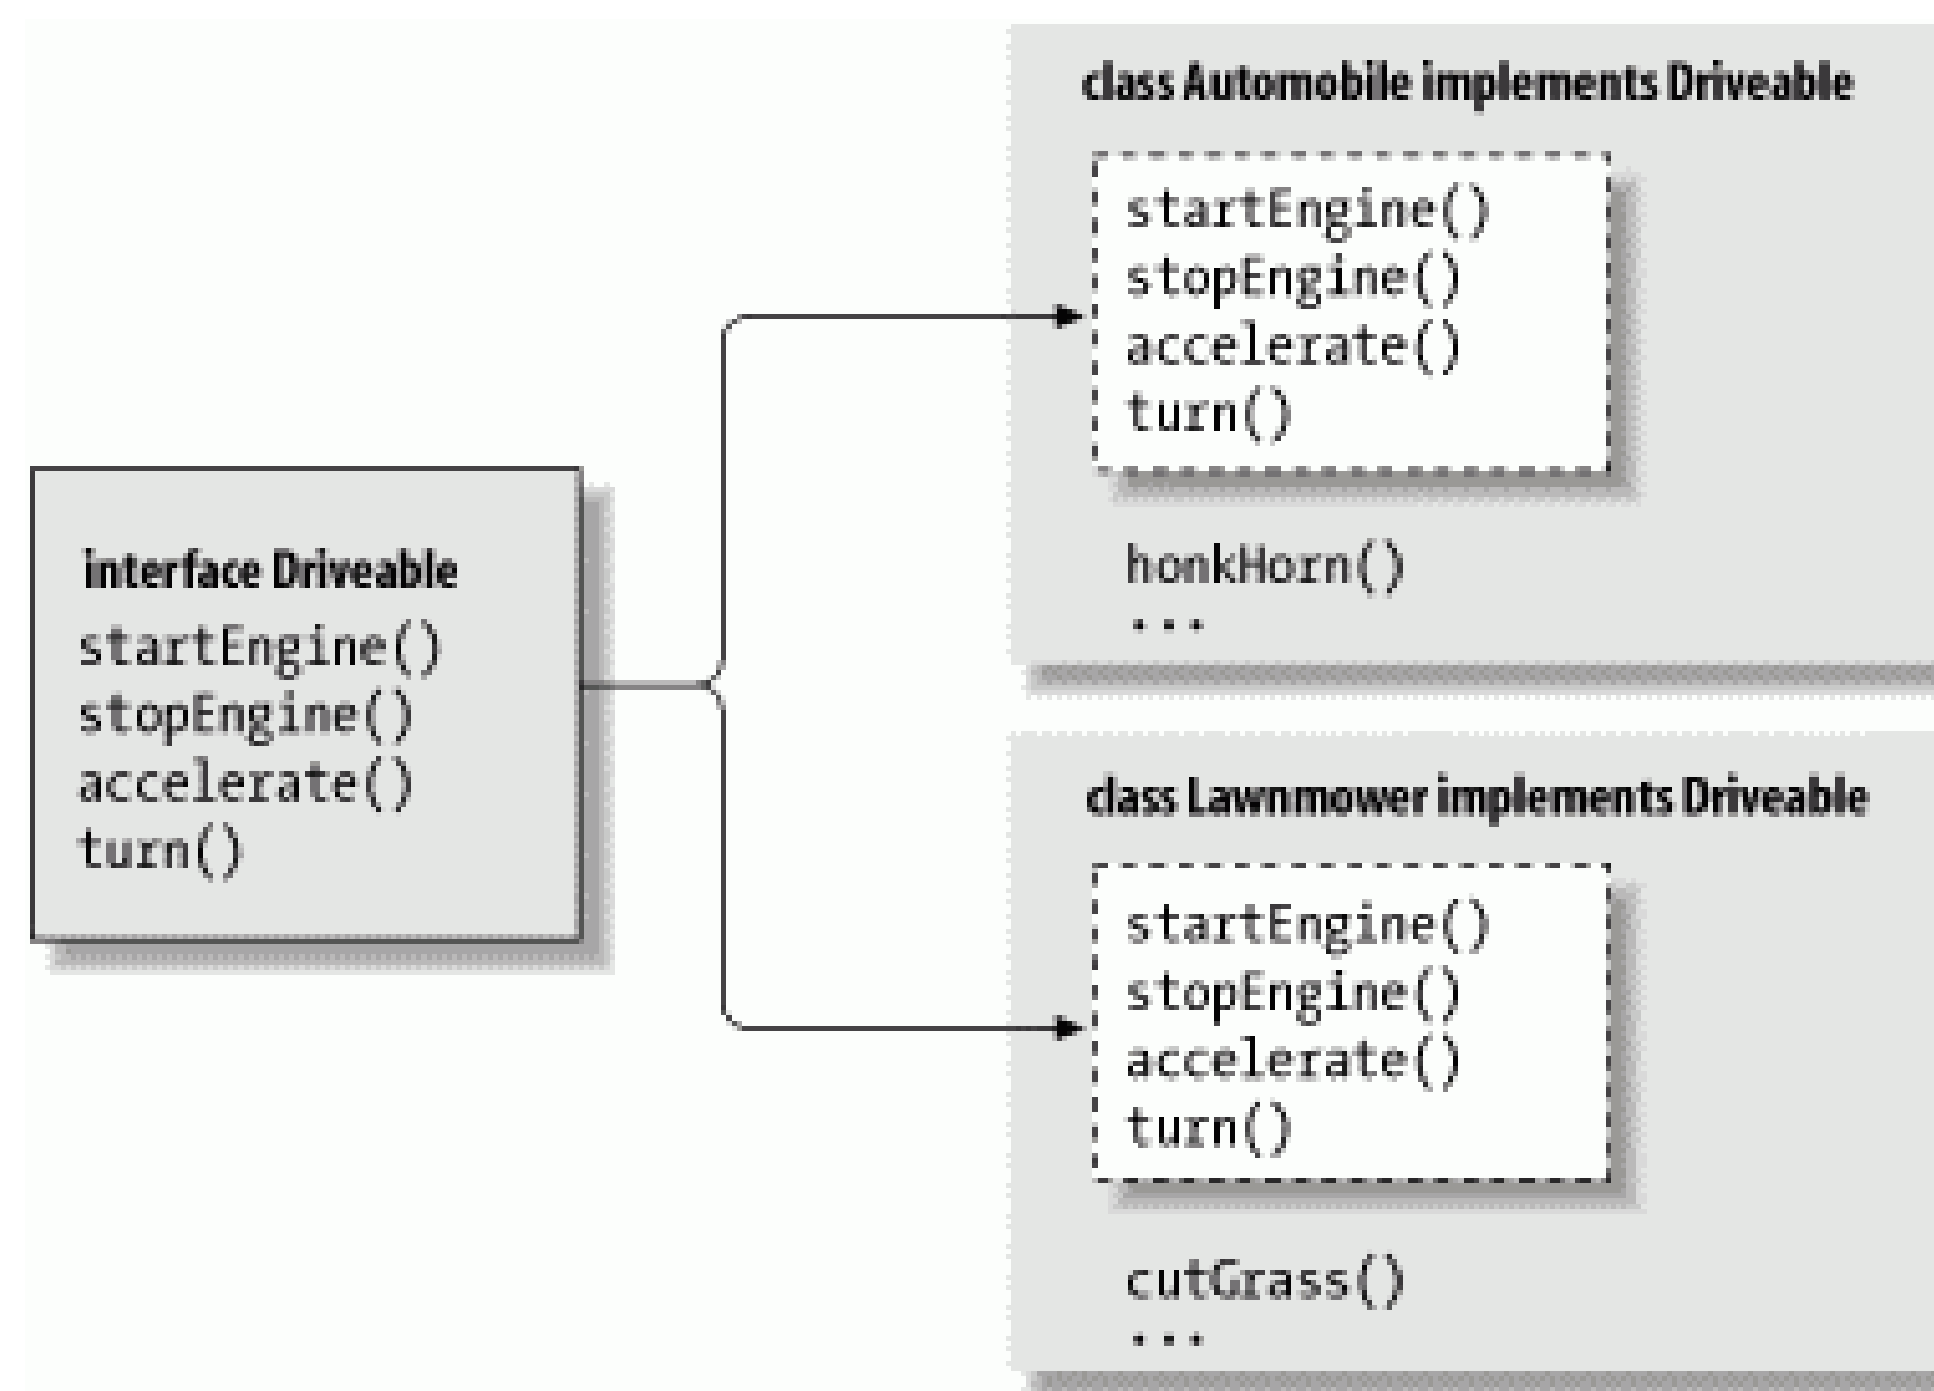 class Automobile implements Driveable
startEngine()
stopEngine()
accelerate()
turn()
honkHorn()
...
interface Driveable
startEngine()
stopEngine()
accelerate()
turn()
class Lawnmower implements Driveable
startEngine()
stopEngine()
accelerate()
turn()
cutGrass()
...